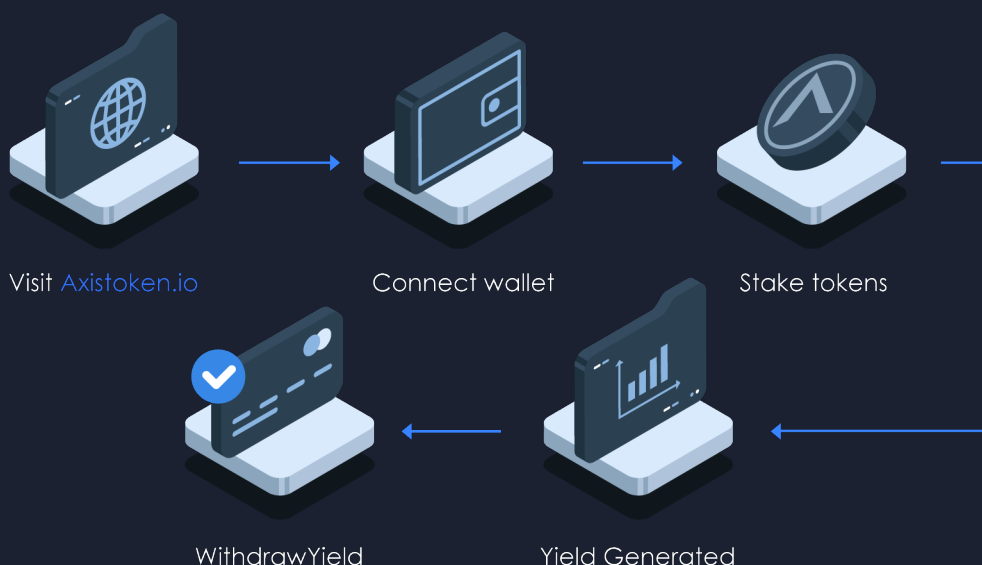 Visit Axistoken.io
Connect wallet
Stake tokens
WithdrawYield
Yield Generated